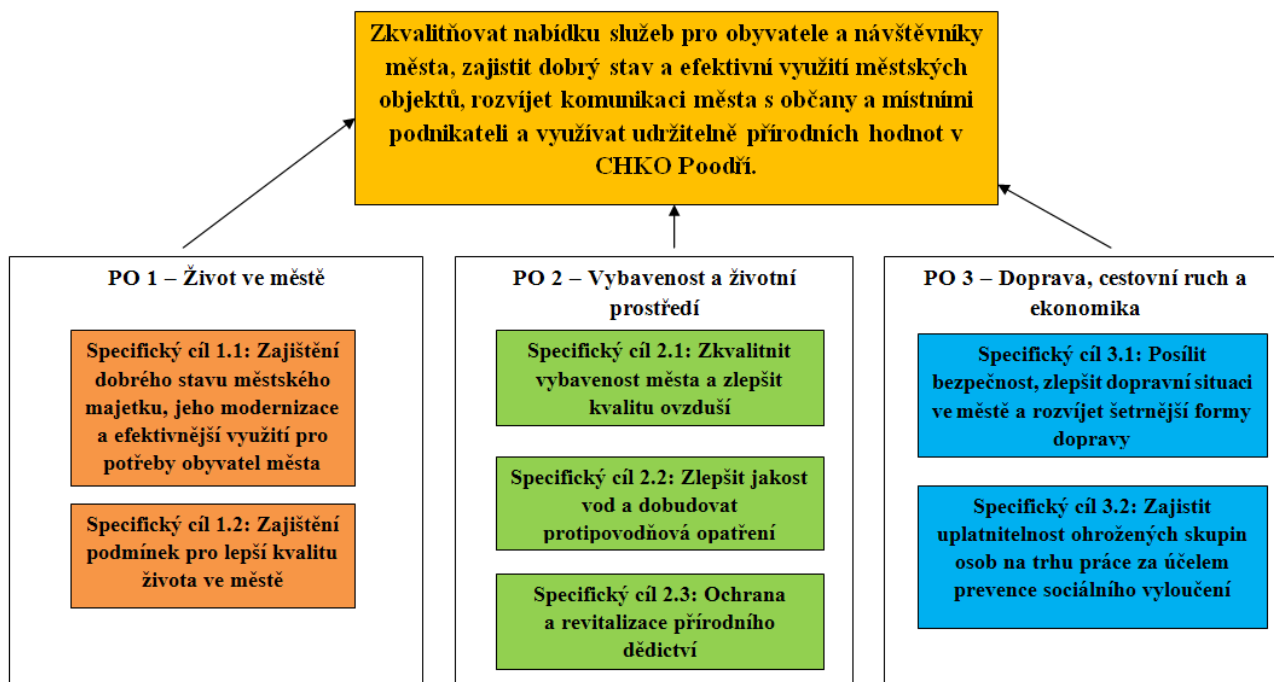 Zkvalitňovat nabídku služeb pro obyvatele a návštěvníky
města, zajistit dobrý stav a efektivní využití městských
objektů, rozvíjet komunikaci města s občany a místními
podnikateli a využívat udržitelně přírodních hodnot v
CHKO Poodří.
PO 1 – Život ve městě
Specifický cíl 1.1: Zajištění
dobrého stavu městského
majetku, jeho modernizace
a efektivnější využití pro
potřeby obyvatel města
Specifický cíl 1.2: Zajištění
podmínek pro lepší kvalitu
života ve městě
PO 2 – Vybavenost a životní
prostředí
Specifický cíl 2.1: Zkvalitnit
vybavenost města a zlepšit
kvalitu ovzduší
Specifický cíl 2.2: Zlepšit jakost
vod a dobudovat
protipovodňová opatření
Specifický cíl 2.3: Ochrana
a revitalizace přírodního
dědictví
PO 3 – Doprava, cestovní ruch a
ekonomika
Specifický cíl 3.1: Posílit
bezpečnost, zlepšit dopravní situaci
ve městě a rozvíjet šetrnější formy
dopravy
Specifický cíl 3.2: Zajistit
uplatnitelnost ohrožených skupin
osob na trhu práce za účelem
prevence sociálního vyloučení